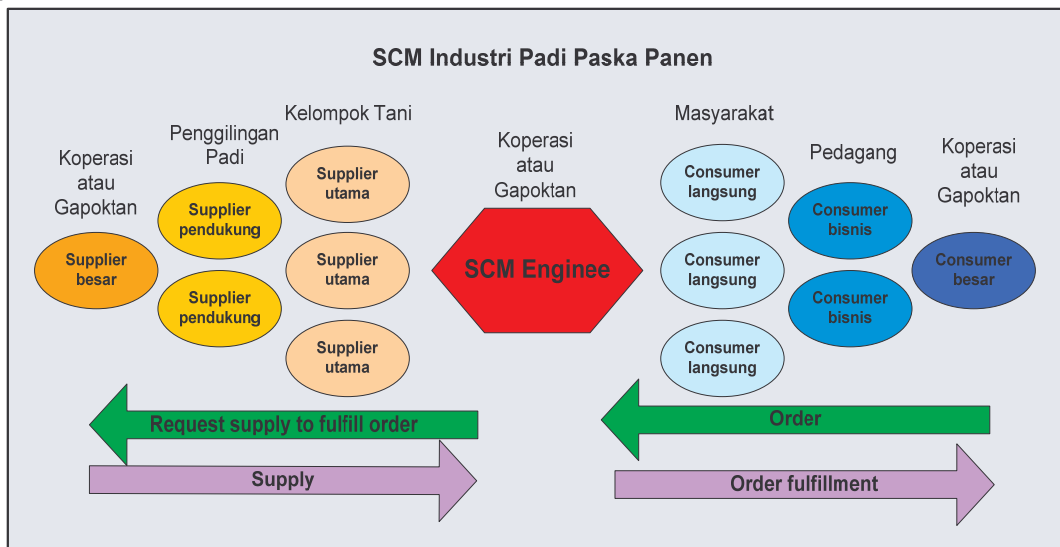 SCM Industri Padi Paska Panen
Koperasi
atau
Gapoktan
Supplier
besar
Penggilingan
Padi
Supplier
pendukung
Supplier
pendukung
Kelompok Tani
Supplier
utama
Supplier
utama
Supplier
utama
Koperasi
atau
Gapoktan
SCM Enginee
Masyarakat
Consumer
langsung
Consumer
langsung
Consumer
langsung
Pedagang
Consumer
bisnis
Consumer
bisnis
Koperasi
atau
Gapoktan
Consumer
besar
Request supply to fulfill order
Supply
Order
Order fulfillment